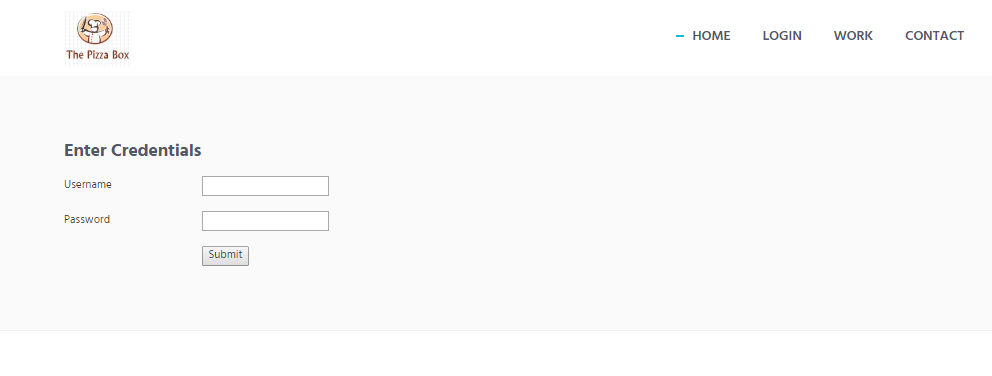 The Pizza Box
HOME LOGIN WORK CONTACT
Enter Credentials
Username
Password
Submit